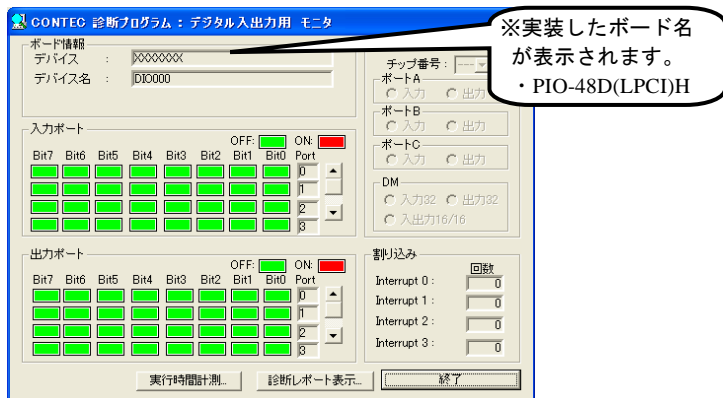 CONTEC 診断プログラム : デジタル入出力用 モニタ
※実装したボード名
が表示されます。
・PIO-48D(LPCI)H
ボード情報
デバイス : XXXXXXX
デバイス名 : DIO000
チップ番号 : ---
ポートA
入力 出力
ポートB
入力 出力
ポートC
入力 出力
DM
入力32 出力32
入出力16/16
入力ポート
OFF: ON:
Bit7 Bit6 Bit5 Bit4 Bit3 Bit2 Bit1 Bit0 Port
0
1
2
3
出力ポート
OFF: ON:
Bit7 Bit6 Bit5 Bit4 Bit3 Bit2 Bit1 Bit0 Port
0
1
2
3
割り込み
回数
Interrupt 0 : 0
Interrupt 1 : 0
Interrupt 2 : 0
Interrupt 3 : 0
実行時間計測... 診断レポート表示... 終了